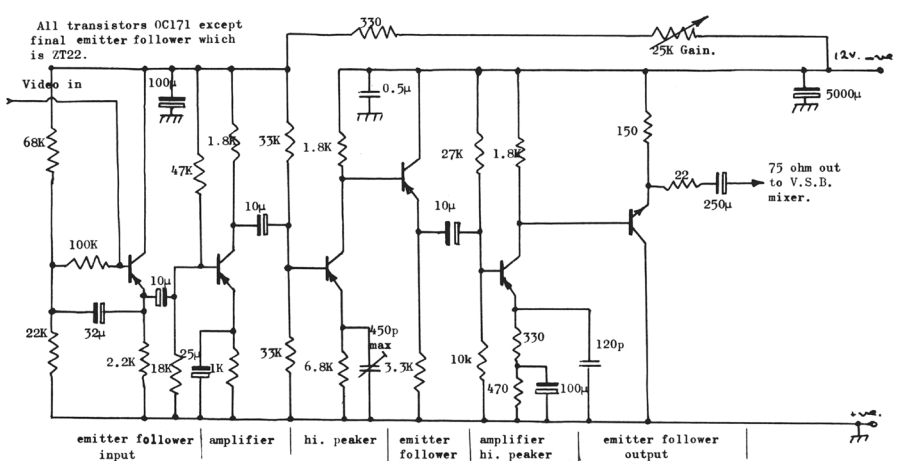 All transistors OC171 except
final emitter follower which
is ZT22.
330
25K Gain.
12v. -ve
Video in
100μ
0.5μ
5000μ
68K
1.8K
33K
1.8K
27K
1.8K
150
47K
10μ
22
75 ohm out
to V.S.B.
mixer.
250μ
10μ
100K
10μ
450p
max
330
120p
22K
32μ
2.2K
18K
25μ
1K
33K
6.8K
3.3K
10k
470
100μ
+ve.
emitter follower
input
amplifier
hi. peaker
emitter
follower
amplifier
hi. peaker
emitter follower
output